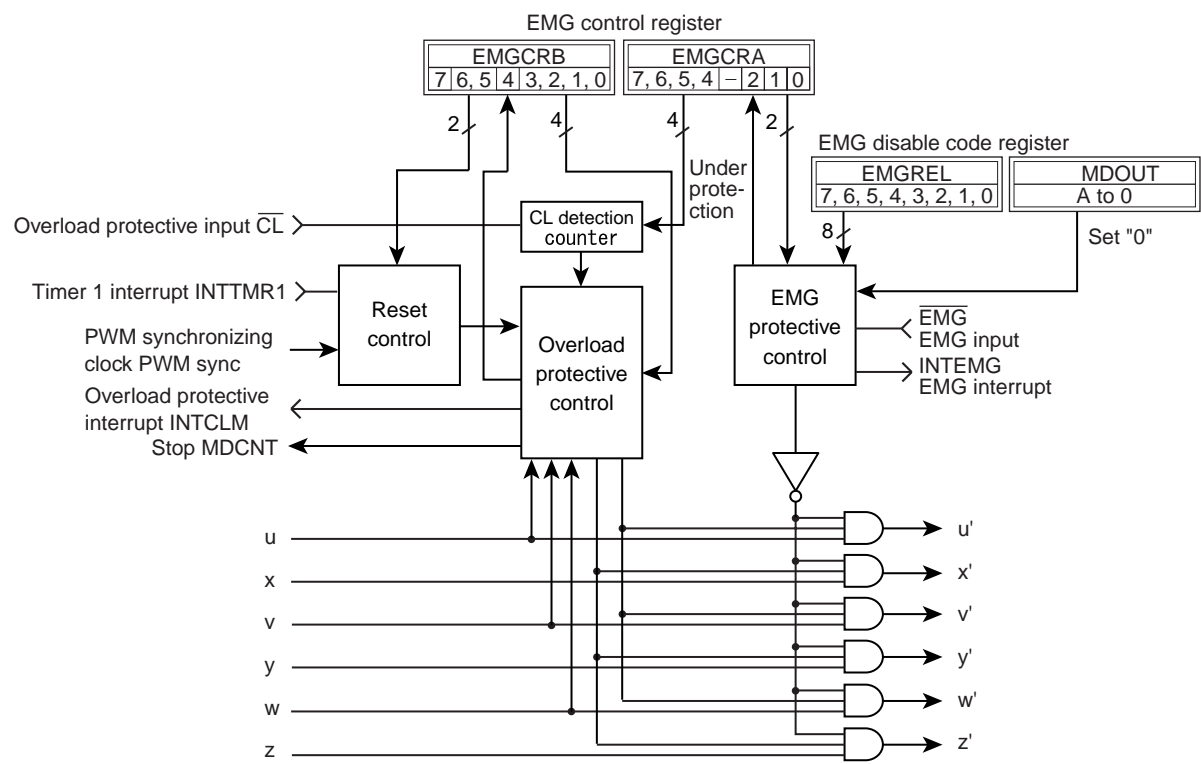 EMG control register
EMGCRB
7 6, 5 4 3, 2, 1, 0
EMGCRA
7, 6, 5, 4 – 2 1 0
2
4
4
2
EMG disable code register
EMGREL
7, 6, 5, 4, 3, 2, 1, 0
MDOUT
A to 0
Under
prote-
ction
8
Set "0"
Overload protective input C̅L̅
CL detection
counter
Timer 1 interrupt INTTMR1
PWM synchronizing
clock PWM sync
Reset
control
Overload
protective
control
EMG
protective
control
E̅M̅G̅
EMG input
INTEMG
EMG interrupt
Overload protective
interrupt INTCLM
Stop MDCNT
u
u'
x
x'
v
v'
y
y'
w
w'
z
z'